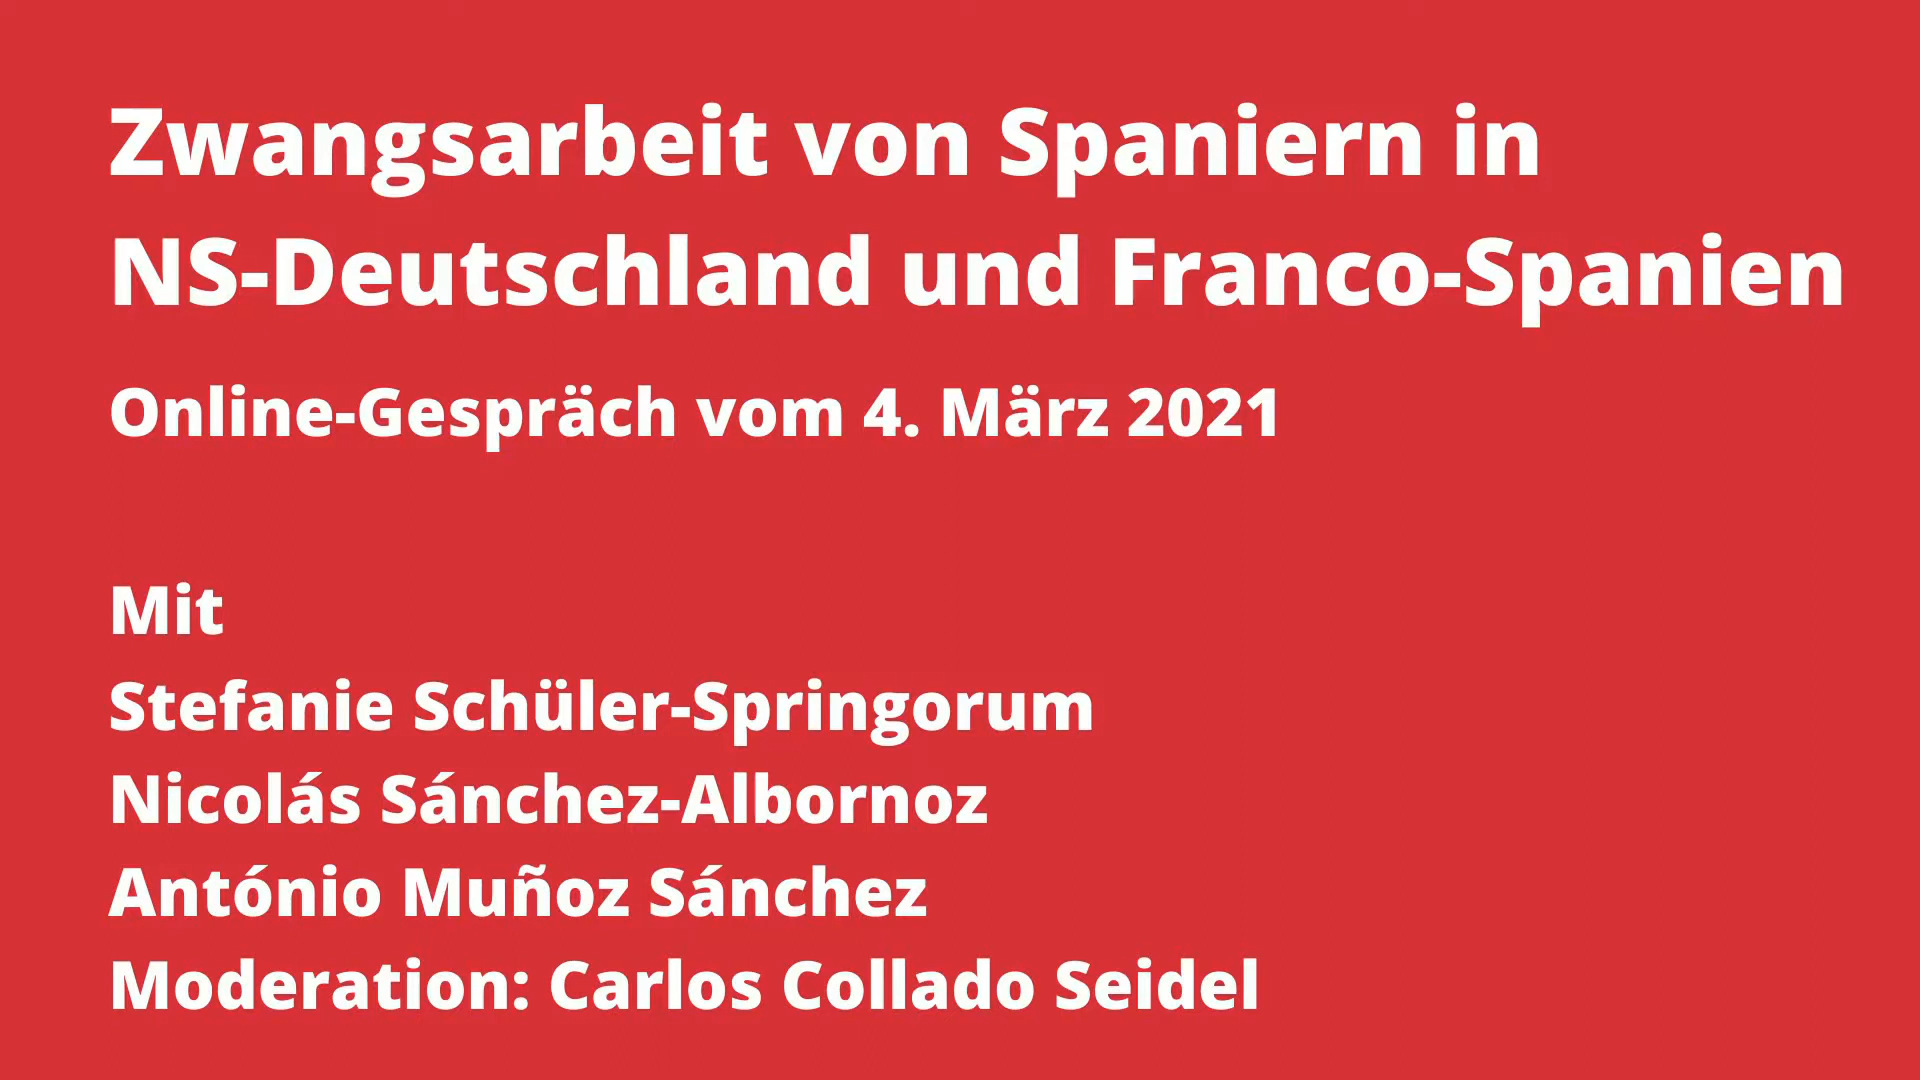 Zwangsarbeit von Spaniern in
NS-Deutschland und Franco-Spanien
Online-Gespräch vom 4. März 2021
Mit
Stefanie Schüler-Springorum
Nicolás Sánchez-Albornoz
António Muñoz Sánchez
Moderation: Carlos Collado Seidel